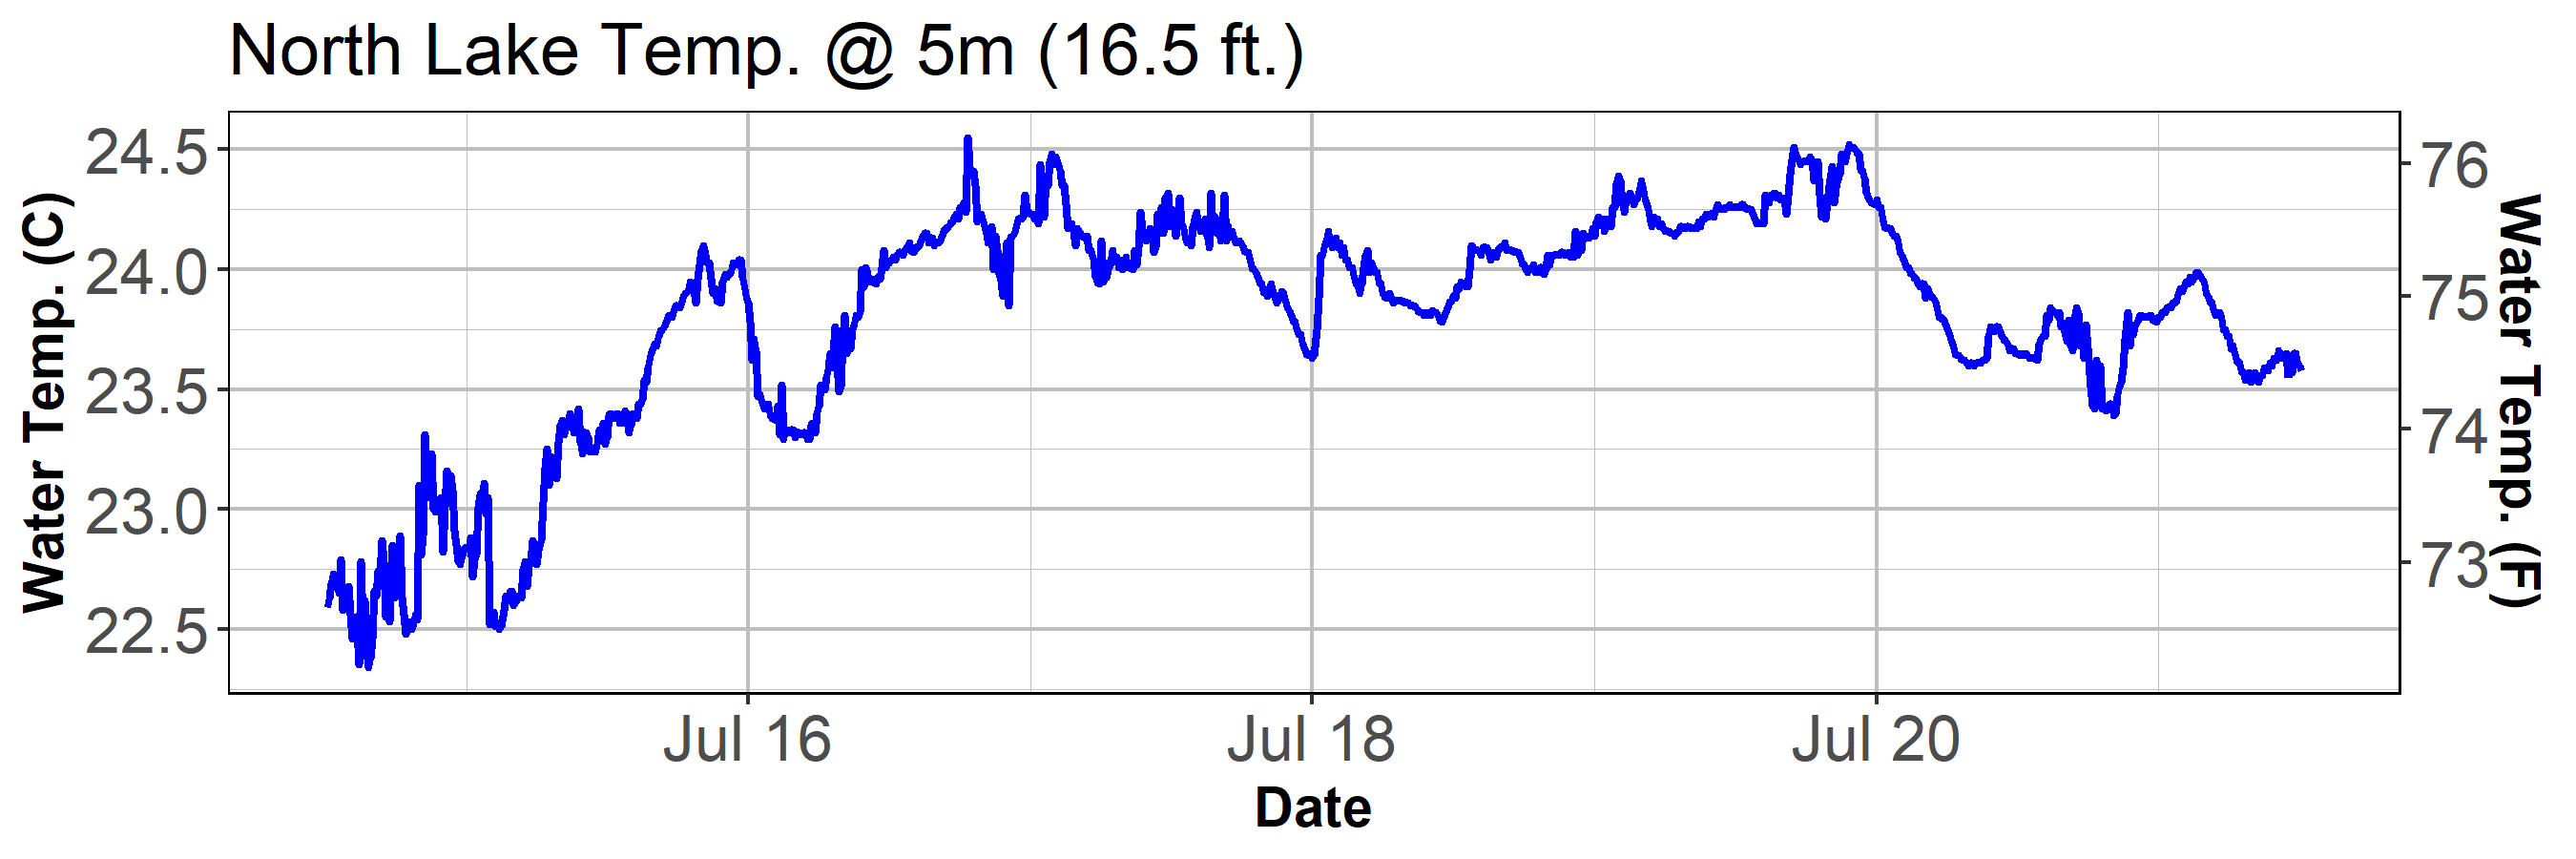 North Lake Temp. @ 5m (16.5 ft.)
Water Temp. (C)
24.5
24.0
23.5
23.0
22.5
76
75
74
73
Water Temp. (F)
Jul 16 Jul 18 Jul 20
Date